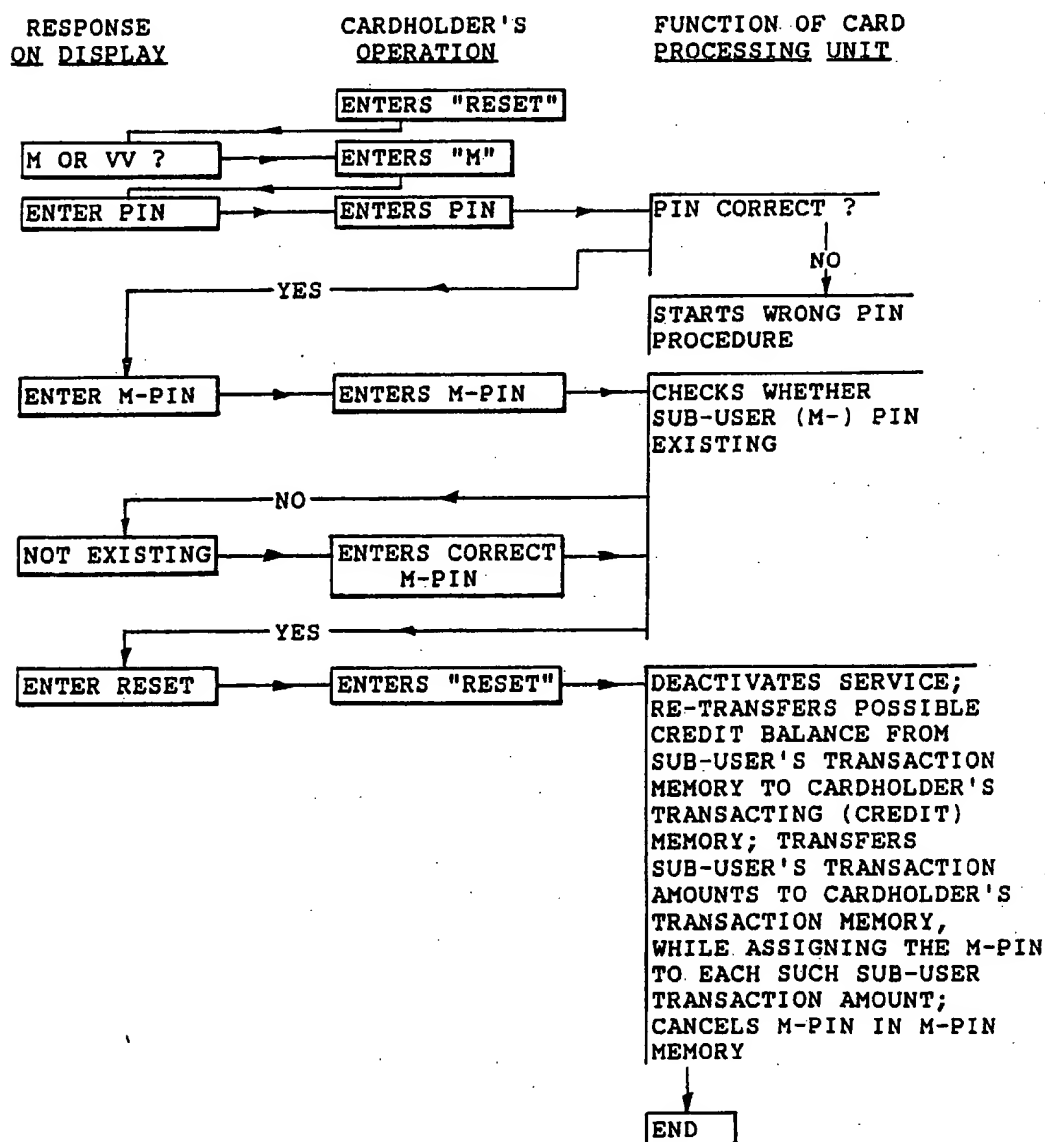 RESPONSE
ON DISPLAY
CARDHOLDER'S
OPERATION
FUNCTION OF CARD
PROCESSING UNIT
ENTERS "RESET"
M OR VV ?
ENTERS "M"
ENTER PIN
ENTERS PIN
PIN CORRECT ?
NO
YES
STARTS WRONG PIN
PROCEDURE
ENTER M-PIN
ENTERS M-PIN
CHECKS WHETHER
SUB-USER (M-) PIN
EXISTING
NO
NOT EXISTING
ENTERS CORRECT
M-PIN
YES
ENTER RESET
ENTERS "RESET"
DEACTIVATES SERVICE;
RE-TRANSFERS POSSIBLE
CREDIT BALANCE FROM
SUB-USER'S TRANSACTION
MEMORY TO CARDHOLDER'S
TRANSACTING (CREDIT)
MEMORY; TRANSFERS
SUB-USER'S TRANSACTION
AMOUNTS TO CARDHOLDER'S
TRANSACTION MEMORY,
WHILE ASSIGNING THE M-PIN
TO EACH SUCH SUB-USER
TRANSACTION AMOUNT;
CANCELS M-PIN IN M-PIN
MEMORY
END